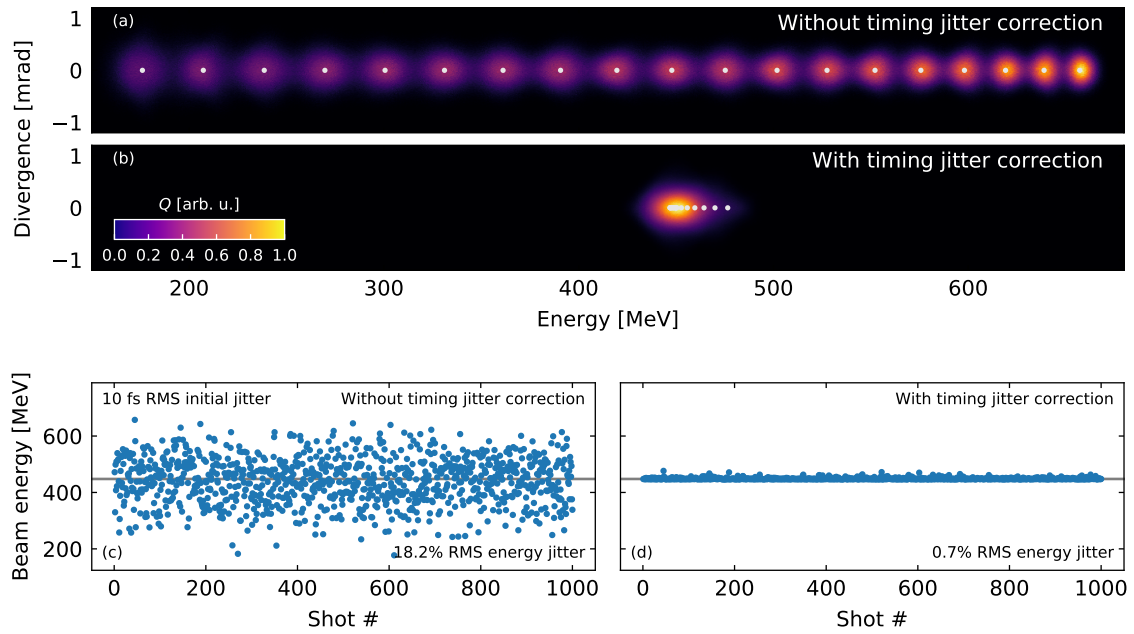 (a)
Without timing jitter correction
1
0
−1
(b)
With timing jitter correction
1
0
−1
Divergence [mrad]
Q [arb. u.]
0.0 0.2 0.4 0.6 0.8 1.0
200 300 400 500 600
Energy [MeV]
10 fs RMS initial jitter
Without timing jitter correction
600
400
200
Beam energy [MeV]
(c)
18.2% RMS energy jitter
0 200 400 600 800 1000
Shot #
With timing jitter correction
(d)
0.7% RMS energy jitter
0 200 400 600 800 1000
Shot #